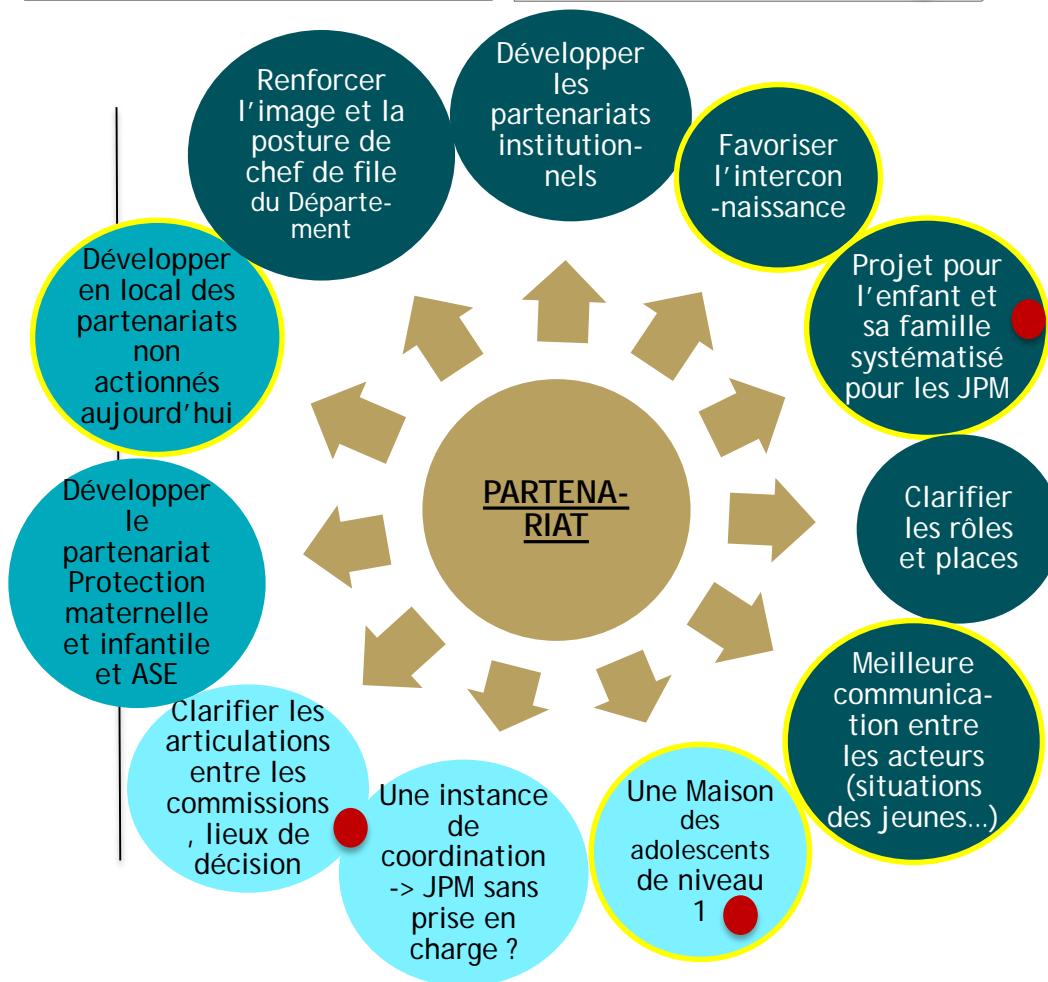 Développer
les
partenariats
institution-
nels
Renforcer
l'image et la
posture de
chef de file
du Départe-
ment
Favoriser
l'intercon
-naissance
Développer
en local des
partenariats
non
actionnés
aujourd'hui
Projet pour
l'enfant et
sa famille
systématisé
pour les JPM
PARTENA-
RIAT
Développer
le
partenariat
Protection
maternelle
et infantile
et ASE
Clarifier
les rôles
et places
Meilleure
communica-
tion entre
les acteurs
(situations
des jeunes...)
Clarifier les
articulations
entre les
commissions
, lieux de
décision
Une instance
de
coordination
-> JPM sans
prise en
charge ?
Une Maison
des
adolescents
de niveau
1